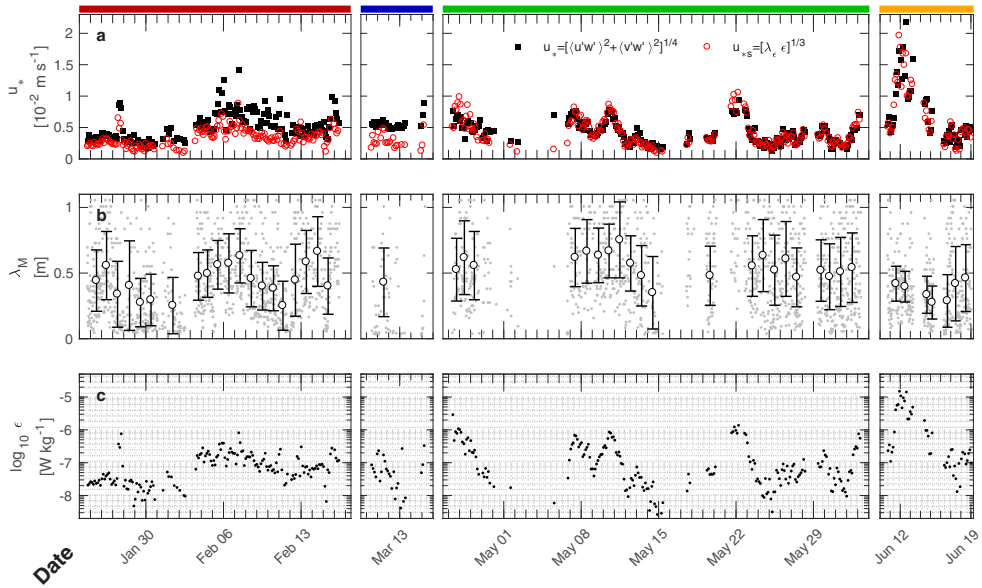 a
u*
[10⁻² m s⁻¹]
2
1.5
1
0.5
0
u*=[⟨u'w' ⟩²+⟨v'w' ⟩²]^1/4
u*s=[λϵ ϵ]^1/3
b
λM
[m]
1
0.5
0
c
log10 ϵ
[W kg⁻¹]
-5
-6
-7
-8
Jan 30
Feb 06
Feb 13
Mar 13
May 01
May 08
May 15
May 22
May 29
Jun 12
Jun 19
Date